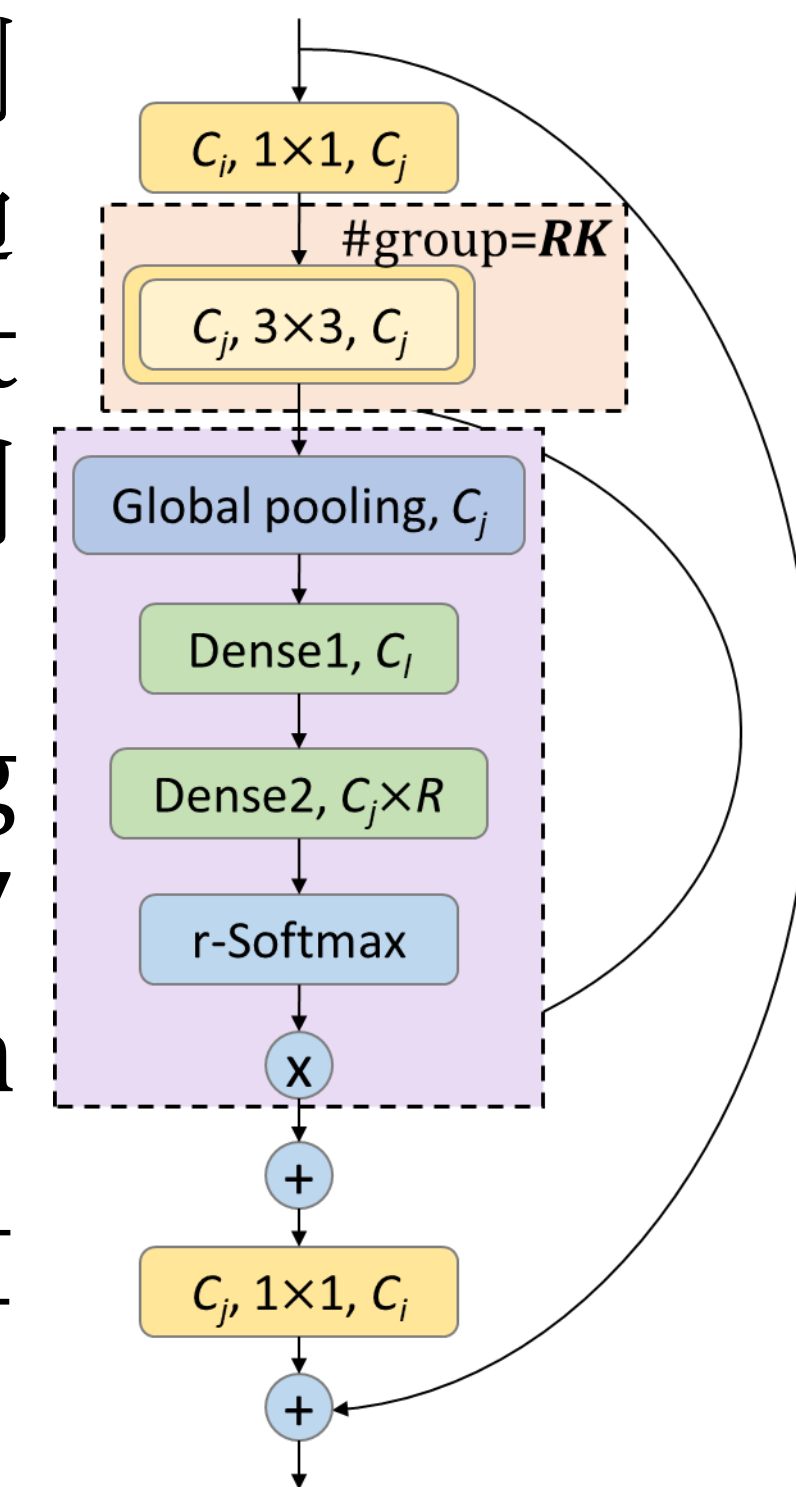 Cᵢ, 1×1, Cⱼ
#group=RK
Cⱼ, 3×3, Cⱼ
Global pooling, Cⱼ
Dense1, Cₗ
Dense2, Cⱼ×R
r-Softmax
x
+
Cⱼ, 1×1, Cᵢ
+